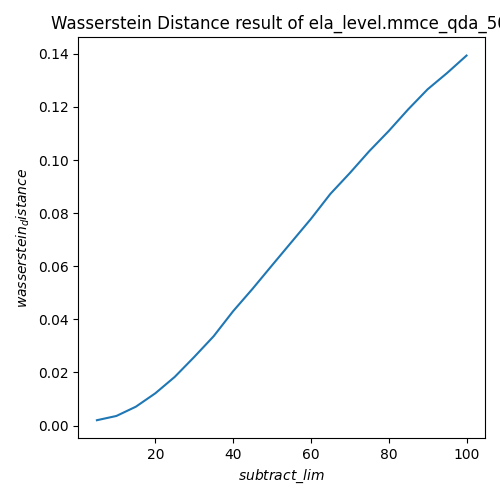 Wasserstein Distance result of ela_level.mmce_qda_50
0.14
0.12
0.10
0.08
0.06
0.04
0.02
0.00
wasserstein_distance
20 40 60 80 100
subtract_lim